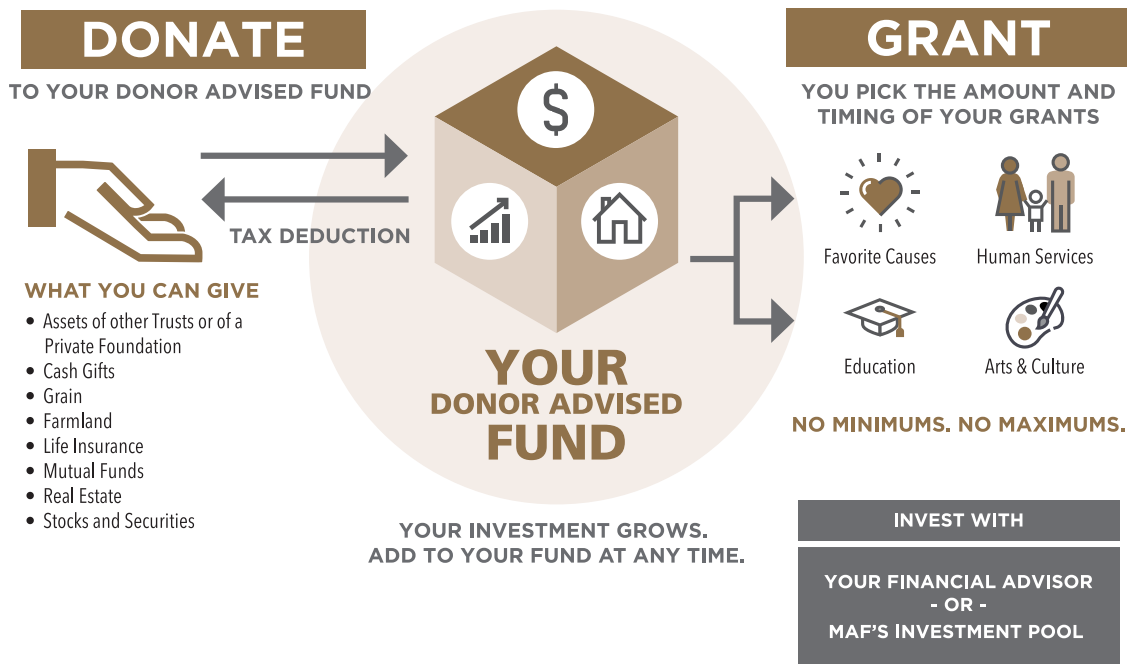 DONATE
TO YOUR DONOR ADVISED FUND
TAX DEDUCTION
WHAT YOU CAN GIVE
• Assets of other Trusts or of a
Private Foundation
• Cash Gifts
• Grain
• Farmland
• Life Insurance
• Mutual Funds
• Real Estate
• Stocks and Securities
$
YOUR
DONOR ADVISED
FUND
YOUR INVESTMENT GROWS.
ADD TO YOUR FUND AT ANY TIME.
GRANT
YOU PICK THE AMOUNT AND
TIMING OF YOUR GRANTS
Favorite Causes
Human Services
Education
Arts & Culture
NO MINIMUMS. NO MAXIMUMS.
INVEST WITH
YOUR FINANCIAL ADVISOR
- OR -
MAF'S INVESTMENT POOL